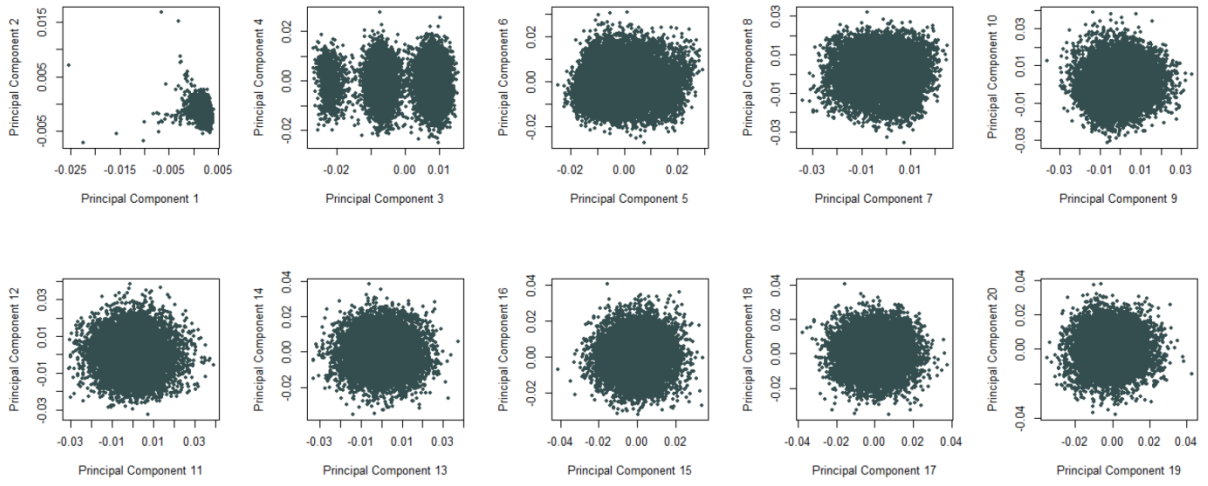 Principal Component 2
0.015
0.005
-0.005
-0.025 -0.015 -0.005 0.005
Principal Component 1
Principal Component 4
0.02
0.00
-0.02
-0.02 0.00 0.01
Principal Component 3
Principal Component 6
0.02
0.00
-0.02
-0.02 0.00 0.02
Principal Component 5
Principal Component 8
0.03
0.01
-0.01
-0.03
-0.03 -0.01 0.01
Principal Component 7
Principal Component 10
0.03
0.01
-0.01
-0.03
-0.03 -0.01 0.01 0.03
Principal Component 9
Principal Component 12
0.03
0.01
-0.01
-0.03
-0.03 -0.01 0.01 0.03
Principal Component 11
Principal Component 14
0.04
0.02
0.00
-0.02
-0.03 -0.01 0.01 0.03
Principal Component 13
Principal Component 16
0.04
0.02
0.00
-0.02
-0.04 -0.02 0.00 0.02
Principal Component 15
Principal Component 18
0.04
0.02
0.00
-0.02
-0.04 0.00 0.02 0.04
Principal Component 17
Principal Component 20
0.04
0.00
-0.04
-0.02 0.00 0.02 0.04
Principal Component 19